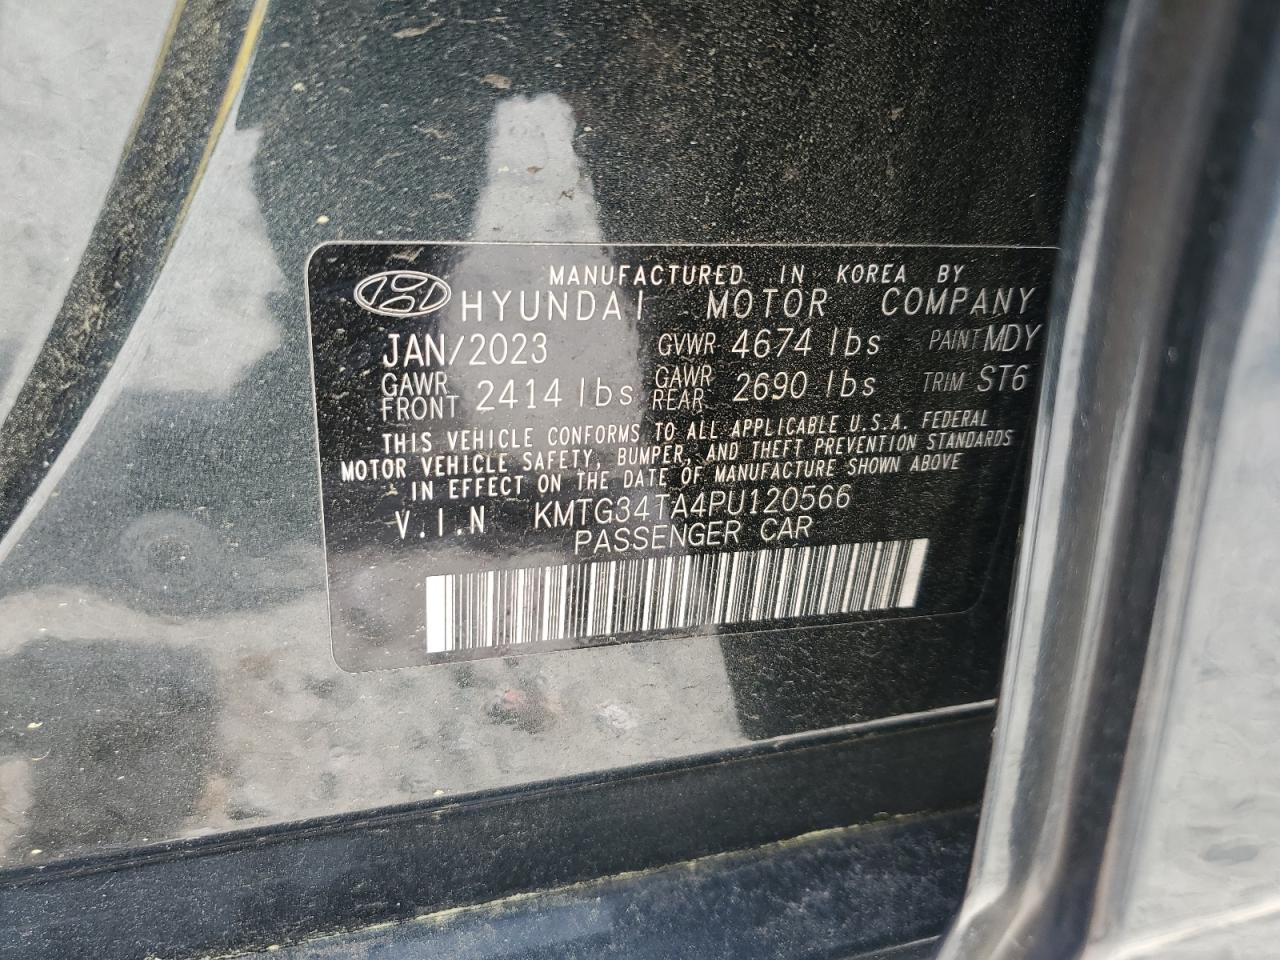 MANUFACTURED IN KOREA BY
HYUNDAI MOTOR COMPANY
JAN/2023 GVWR 4674 lbs PAINT MDY
GAWR FRONT 2414 lbs GAWR REAR 2690 lbs TRIM ST6
THIS VEHICLE CONFORMS TO ALL APPLICABLE U.S.A. FEDERAL
MOTOR VEHICLE SAFETY, BUMPER, AND THEFT PREVENTION STANDARDS
IN EFFECT ON THE DATE OF MANUFACTURE SHOWN ABOVE
V.I.N KMTG34TA4PU120566
PASSENGER CAR